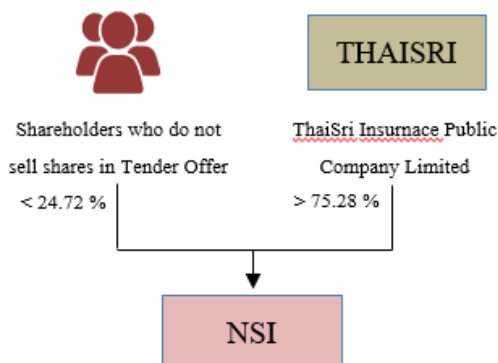 THAISRI
Shareholders who do not
sell shares in Tender Offer
< 24.72 %
ThaiSri Insurnace Public
Company Limited
> 75.28 %
NSI